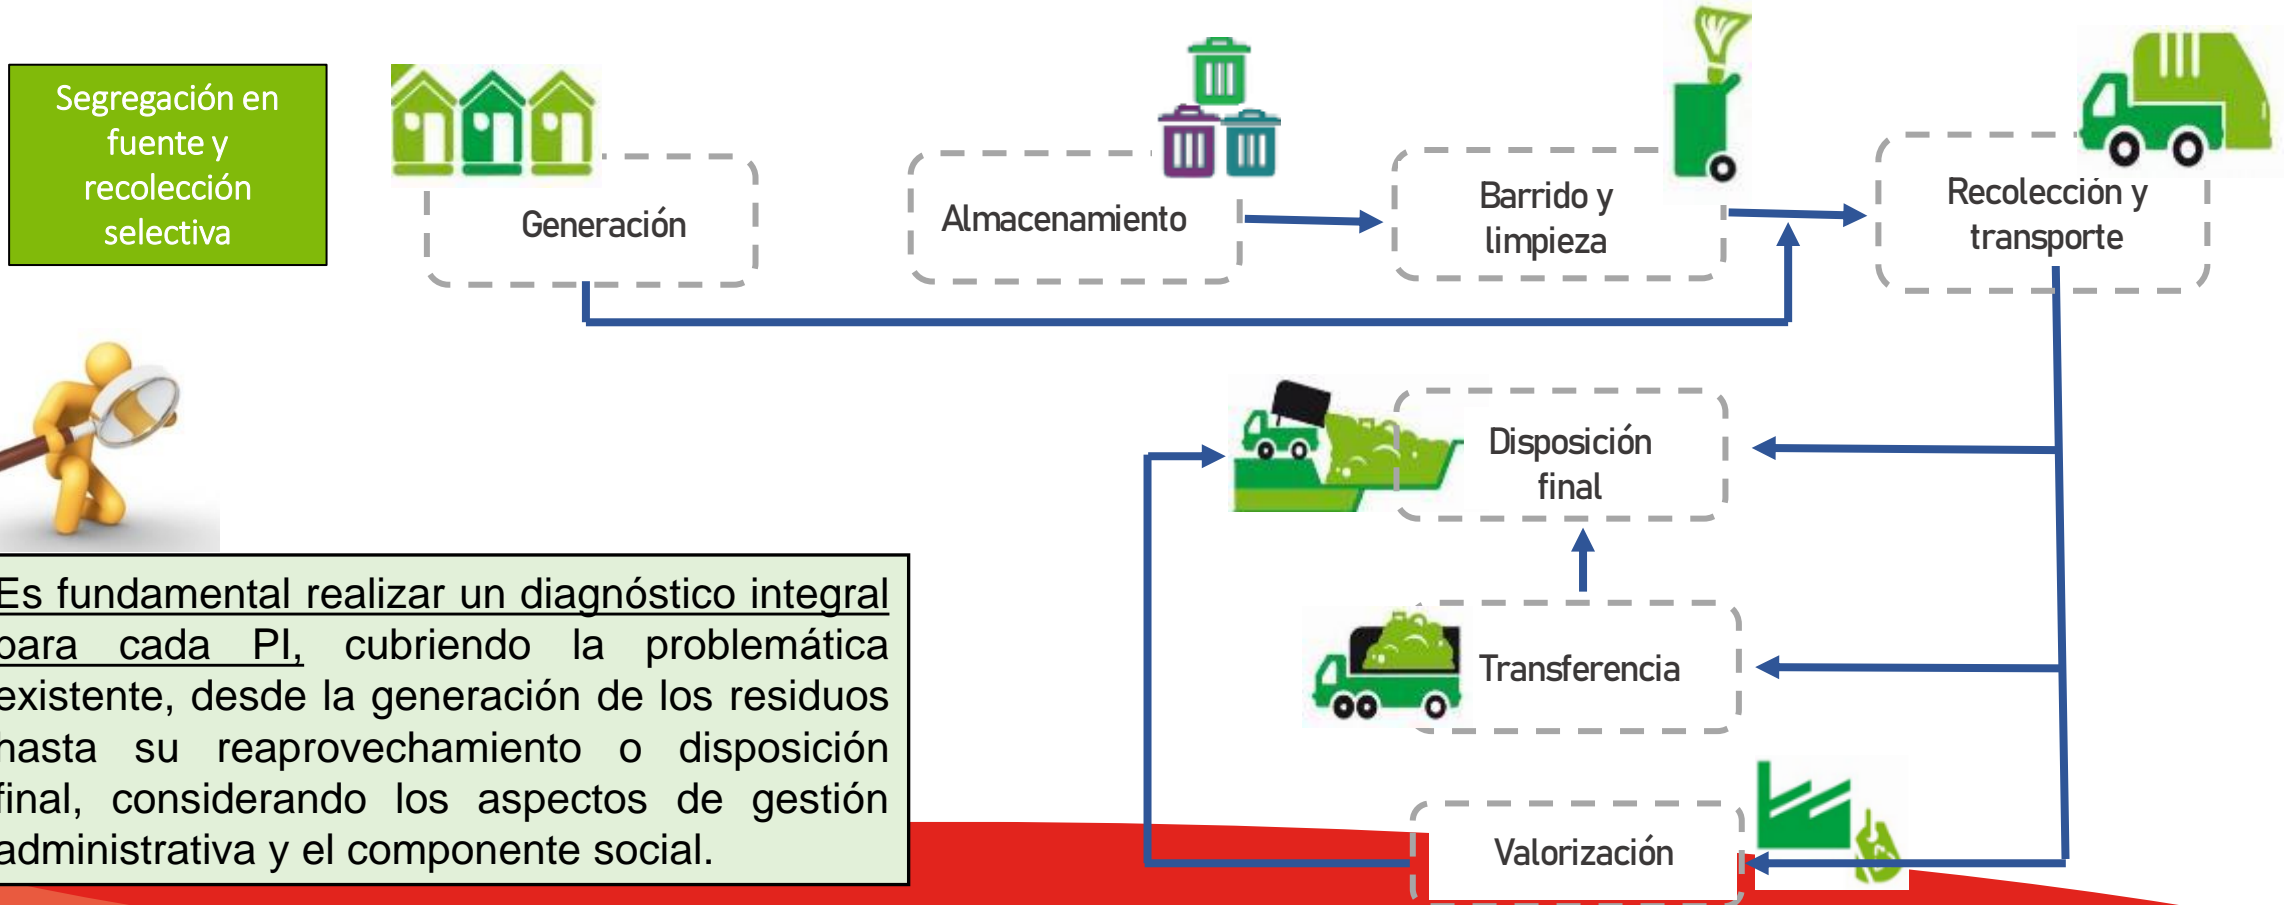 Segregación en
fuente y
recolección
selectiva
Generación
Almacenamiento
Barrido y
limpieza
Recolección y
transporte
Disposición
final
Transferencia
Valorización
Es fundamental realizar un diagnóstico integral
para cada PI, cubriendo la problemática
existente, desde la generación de los residuos
hasta su reaprovechamiento o disposición
final, considerando los aspectos de gestión
administrativa y el componente social.